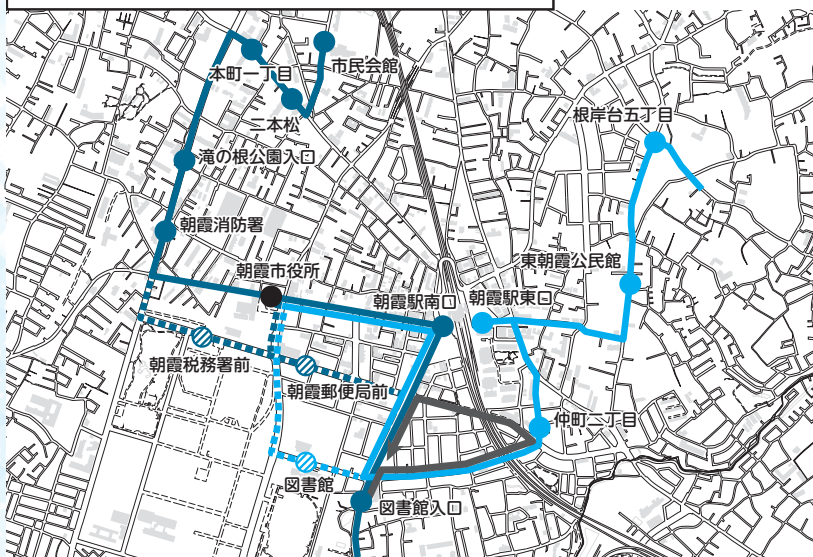 市民会館
本町一丁目
二本松
根岸台五丁目
滝の根公園入口
朝霞消防署
東朝霞公民館
朝霞市役所
朝霞駅南口
朝霞駅東口
朝霞税務署前
朝霞郵便局前
仲町二丁目
図書館
図書館入口